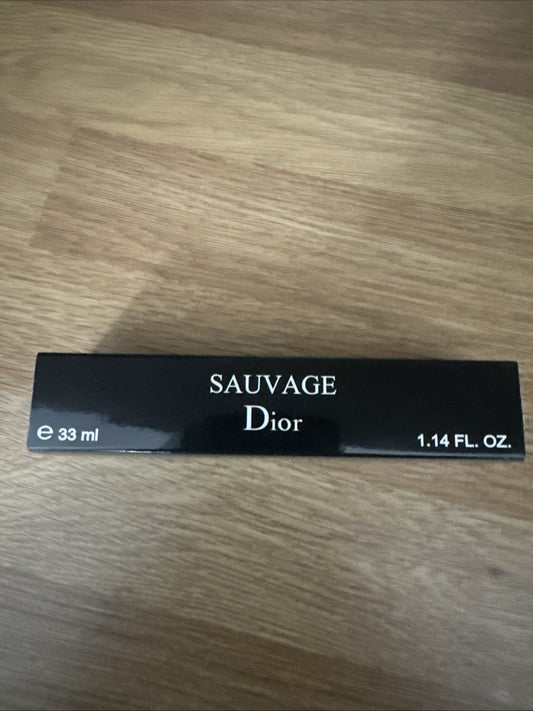 SAUVAGE
Dior
℮ 33 ml
1.14 FL. OZ.